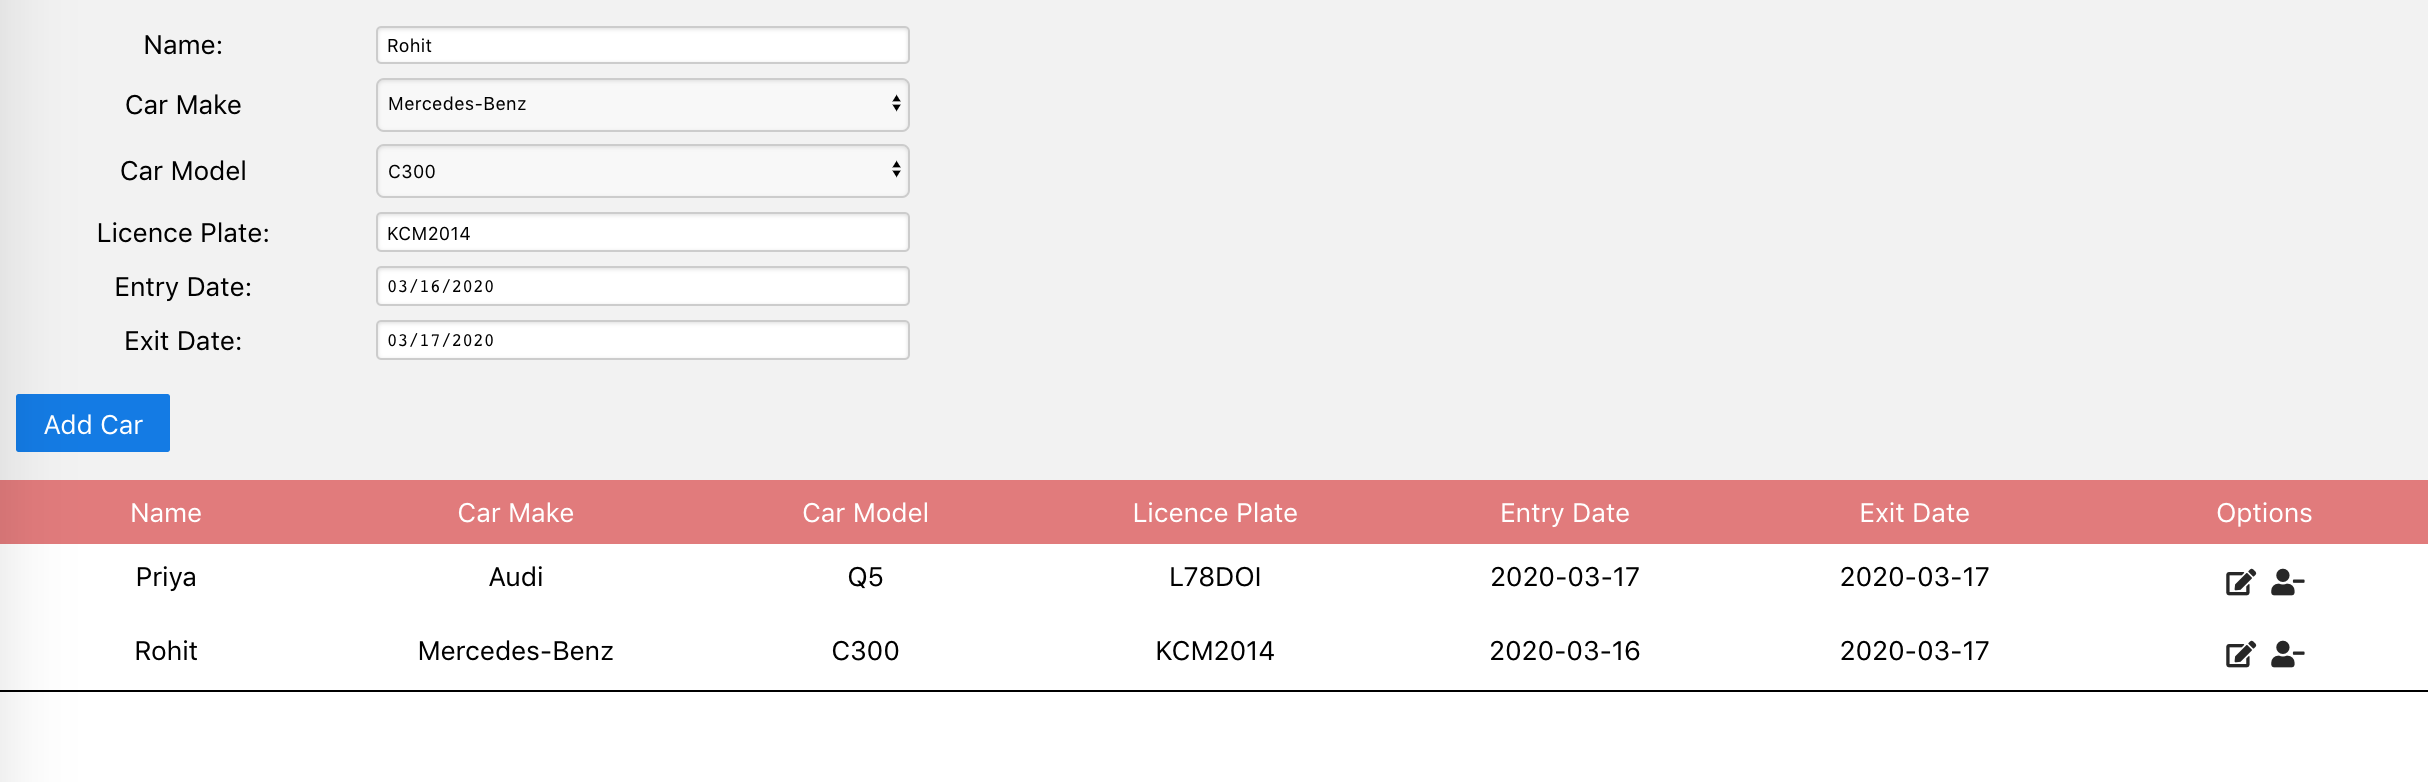 Name: Rohit
Car Make Mercedes-Benz
Car Model C300
Licence Plate: KCM2014
Entry Date: 03/16/2020
Exit Date: 03/17/2020
Add Car
Name Car Make Car Model Licence Plate Entry Date Exit Date Options
Priya Audi Q5 L78DOI 2020-03-17 2020-03-17
Rohit Mercedes-Benz C300 KCM2014 2020-03-16 2020-03-17